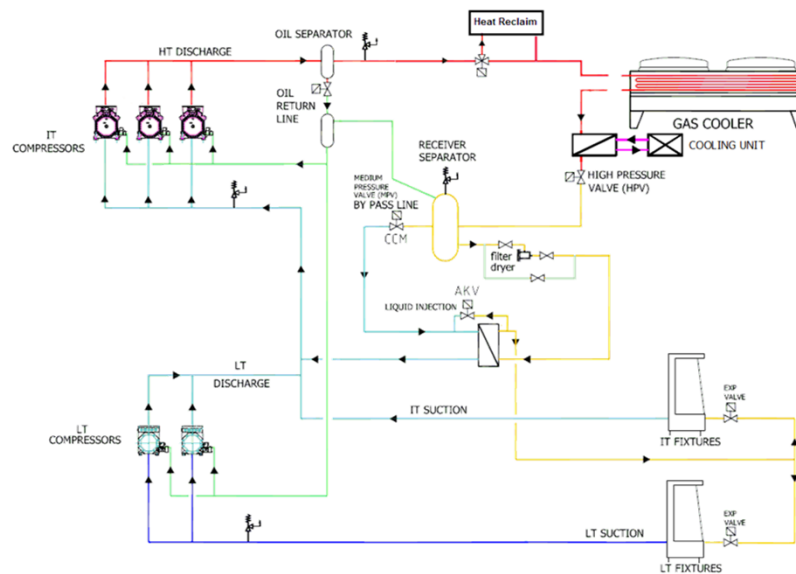 Heat Reclaim
OIL SEPARATOR
HT DISCHARGE
OIL
RETURN
LINE
GAS COOLER
IT
COMPRESSORS
RECEIVER
SEPARATOR
COOLING UNIT
MEDIUM
PRESSURE
VALVE (MPV)
BY PASS LINE
HIGH PRESSURE
VALVE (HPV)
CCM
filter
dryer
AKV
LIQUID INJECTION
LT
DISCHARGE
EXP
VALVE
LT
COMPRESSORS
IT SUCTION
IT FIXTURES
EXP
VALVE
LT SUCTION
LT FIXTURES